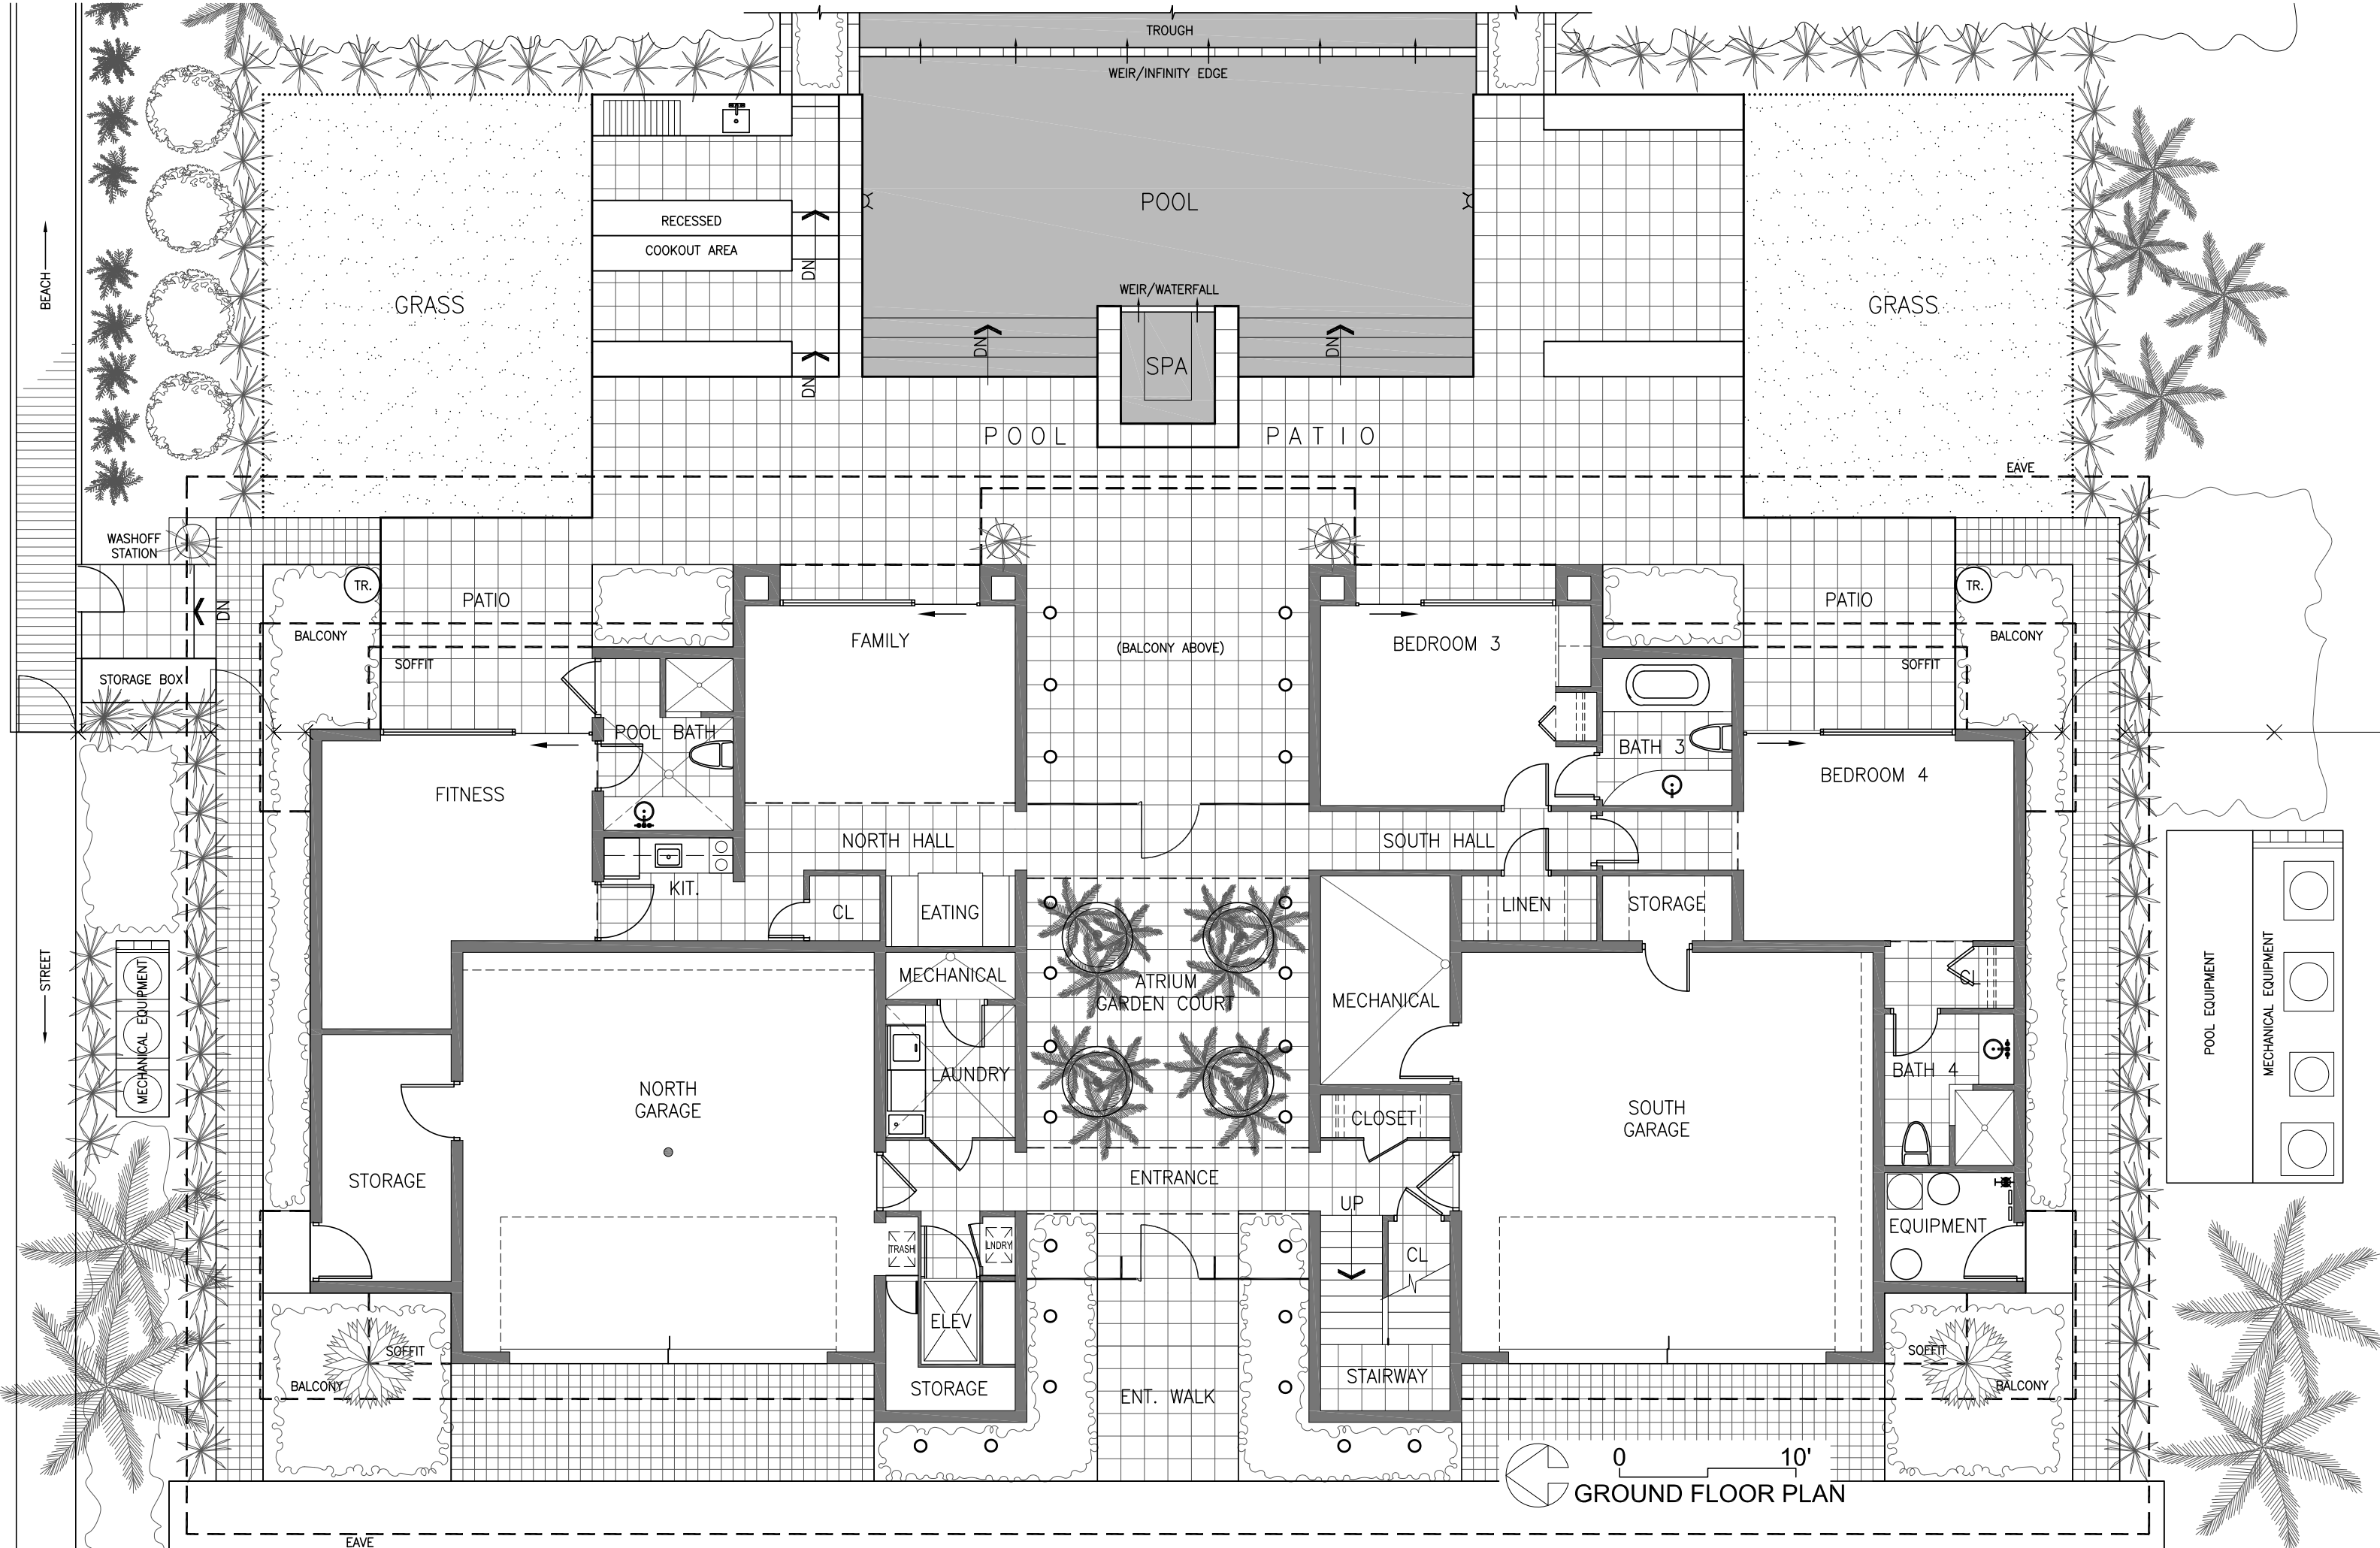 TROUGH
WEIR/INFINITY EDGE
POOL
RECESSED
COOKOUT AREA
DN
BEACH
GRASS
GRASS
WEIR/WATERFALL
DN
DN
DN
SPA
POOL PATIO
EAVE
WASHOFF
STATION
TR.
TR.
DN
PATIO
PATIO
BALCONY
FAMILY
(BALCONY ABOVE)
BEDROOM 3
BALCONY
SOFFIT
SOFFIT
STORAGE BOX
POOL BATH
BATH 3
FITNESS
BEDROOM 4
NORTH HALL
SOUTH HALL
KIT.
CL
EATING
LINEN
STORAGE
STREET
MECHANICAL EQUIPMENT
MECHANICAL
ATRIUM
GARDEN COURT
MECHANICAL
CL
POOL EQUIPMENT
MECHANICAL EQUIPMENT
LAUNDRY
BATH 4
NORTH
GARAGE
CLOSET
SOUTH
GARAGE
STORAGE
ENTRANCE
UP
TRASH
LNDRY
CL
EQUIPMENT
ELEV
SOFFIT
SOFFIT
BALCONY
STORAGE
ENT. WALK
STAIRWAY
BALCONY
0 10'
GROUND FLOOR PLAN
EAVE